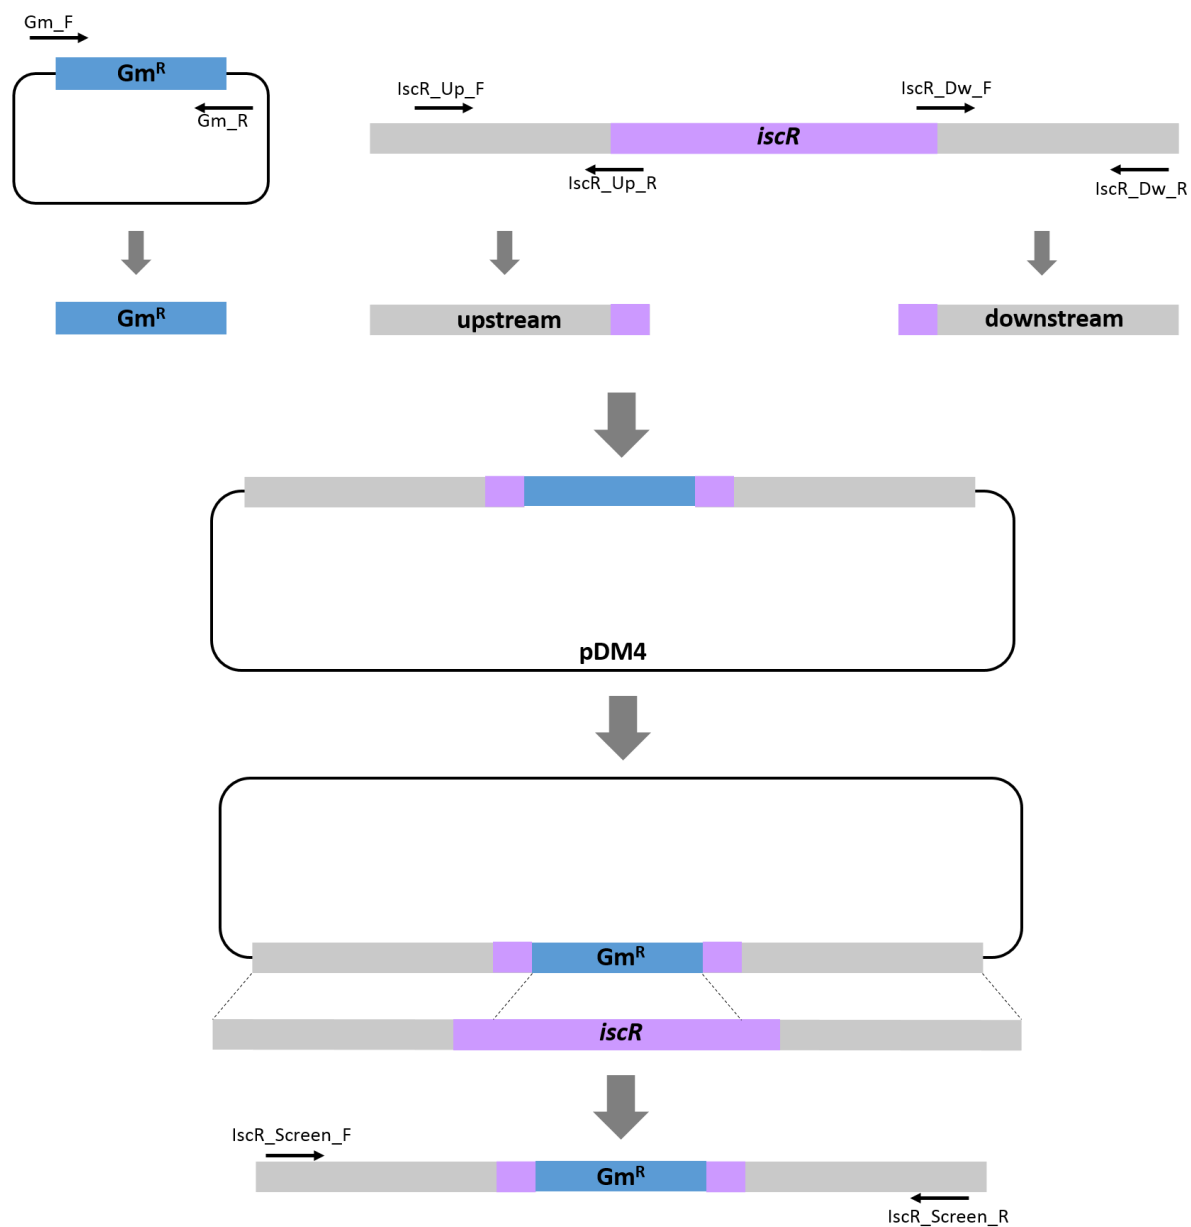 Gm_F
Gmᴿ
Gm_R
IscR_Up_F
IscR_Dw_F
iscR
IscR_Up_R
IscR_Dw_R
Gmᴿ
upstream
downstream
pDM4
Gmᴿ
iscR
IscR_Screen_F
Gmᴿ
IscR_Screen_R